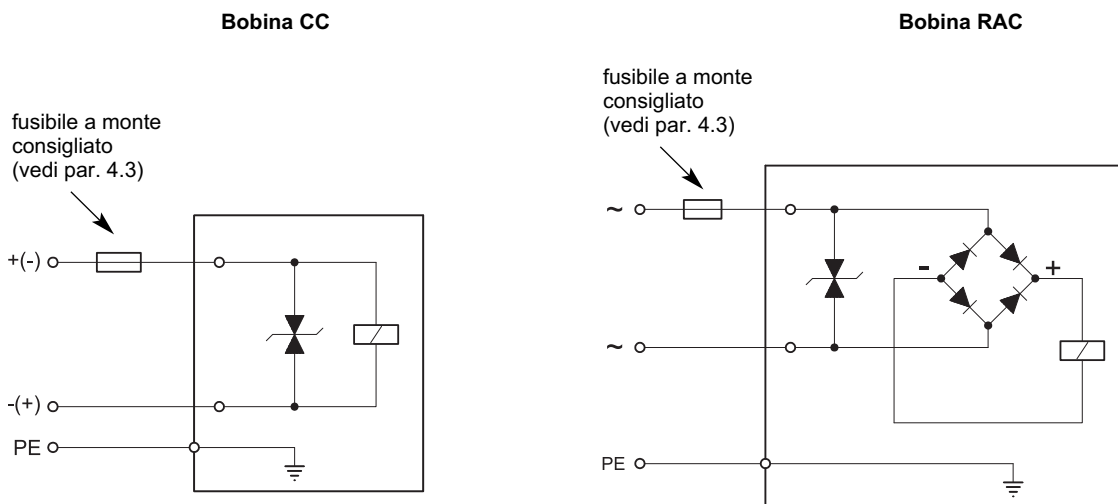 Bobina CC
fusibile a monte
consigliato
(vedi par. 4.3)
+(-)
-(+)
PE
Bobina RAC
fusibile a monte
consigliato
(vedi par. 4.3)
~
- +
~
PE